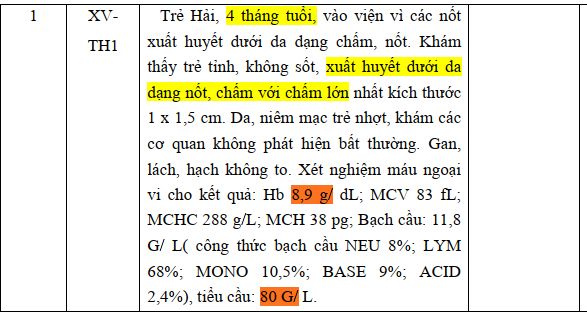 1 XV- Trẻ Hải, 4 tháng tuổi, vào viện vì các nốt
TH1 xuất huyết dưới da dạng chấm, nốt. Khám
thấy trẻ tỉnh, không sốt, xuất huyết dưới da
dạng nốt, chấm với chấm lớn nhất kích thước
1 x 1,5 cm. Da, niêm mạc trẻ nhợt, khám các
cơ quan không phát hiện bất thường. Gan,
lách, hạch không to. Xét nghiệm máu ngoại
vi cho kết quả: Hb 8,9 g/ dL; MCV 83 fL;
MCHC 288 g/L; MCH 38 pg; Bạch cầu: 11,8
G/ L( công thức bạch cầu NEU 8%; LYM
68%; MONO 10,5%; BASE 9%; ACID
2,4%), tiểu cầu: 80 G/ L.